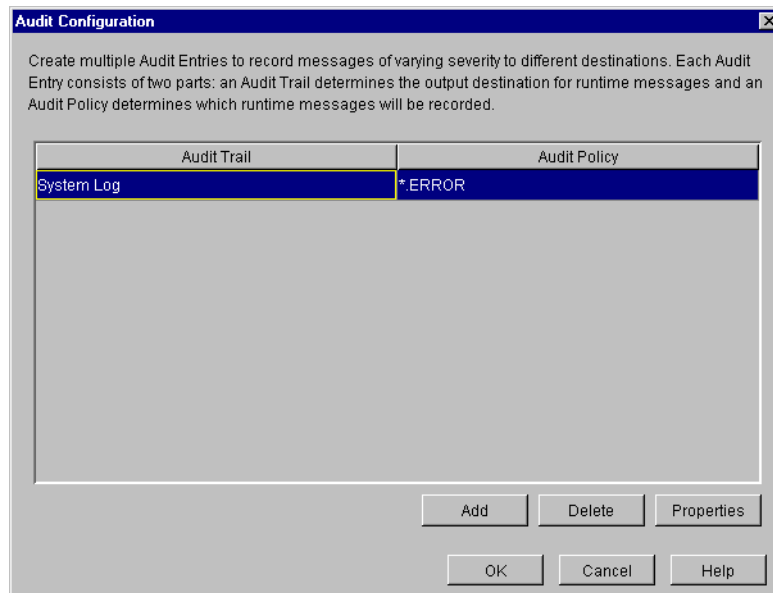 Audit Configuration
Create multiple Audit Entries to record messages of varying severity to different destinations. Each Audit
Entry consists of two parts: an Audit Trail determines the output destination for runtime messages and an
Audit Policy determines which runtime messages will be recorded.
Audit Trail Audit Policy
System Log *.ERROR
Add Delete Properties
OK Cancel Help